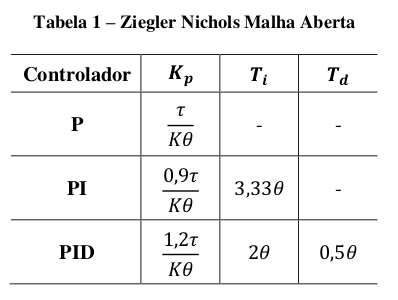 Tabela 1 – Ziegler Nichols Malha Aberta
Controlador K_p T_i T_d
P τ/Kθ - -
PI 0,9τ/Kθ 3,33θ -
PID 1,2τ/Kθ 2θ 0,5θ